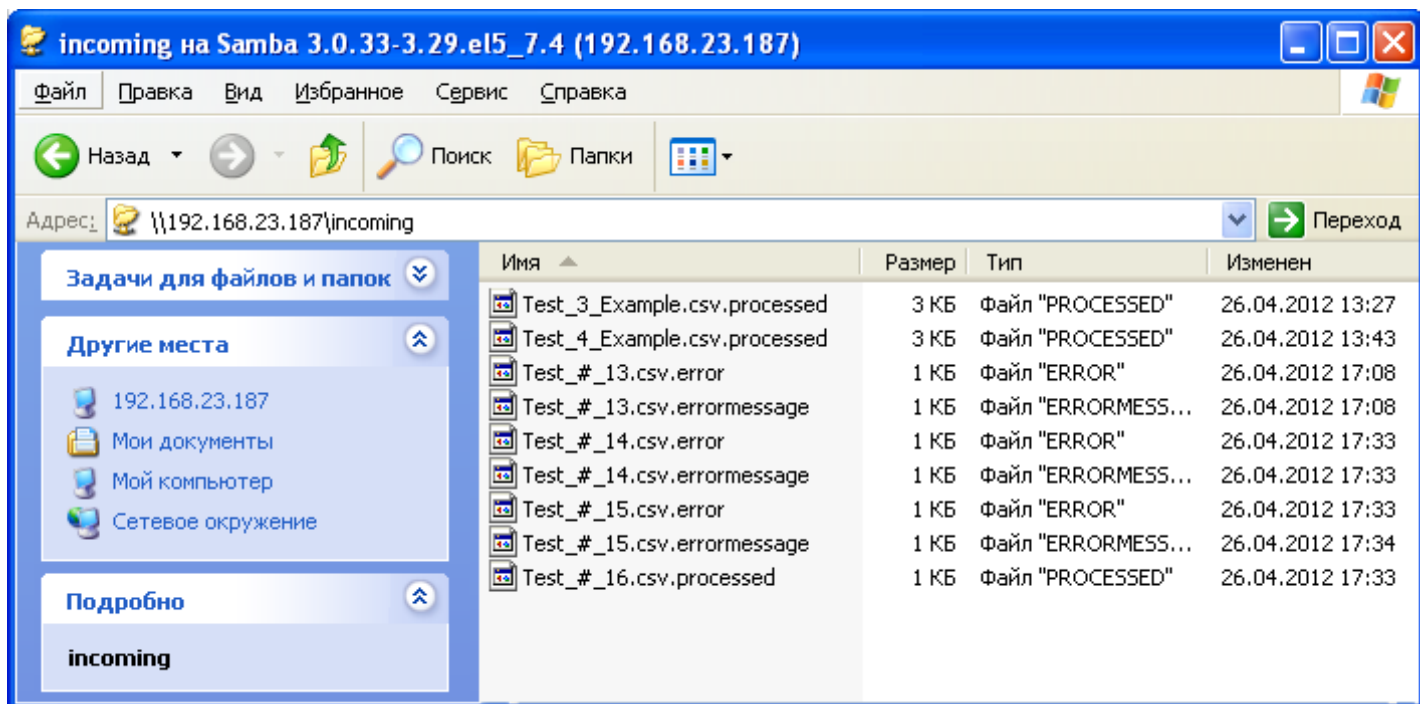 incoming на Samba 3.0.33-3.29.el5_7.4 (192.168.23.187)
Файл Правка Вид Избранное Сервис Справка
Назад Поиск Папки
Адрес: \\192.168.23.187\incoming Переход
Задачи для файлов и папок
Другие места
192.168.23.187
Мои документы
Мой компьютер
Сетевое окружение
Подробно
incoming
Имя Размер Тип Изменен
Test_3_Example.csv.processed 3 КБ Файл "PROCESSED" 26.04.2012 13:27
Test_4_Example.csv.processed 3 КБ Файл "PROCESSED" 26.04.2012 13:43
Test_#_13.csv.error 1 КБ Файл "ERROR" 26.04.2012 17:08
Test_#_13.csv.errormessage 1 КБ Файл "ERRORMESS... 26.04.2012 17:08
Test_#_14.csv.error 1 КБ Файл "ERROR" 26.04.2012 17:33
Test_#_14.csv.errormessage 1 КБ Файл "ERRORMESS... 26.04.2012 17:33
Test_#_15.csv.error 1 КБ Файл "ERROR" 26.04.2012 17:33
Test_#_15.csv.errormessage 1 КБ Файл "ERRORMESS... 26.04.2012 17:34
Test_#_16.csv.processed 1 КБ Файл "PROCESSED" 26.04.2012 17:33